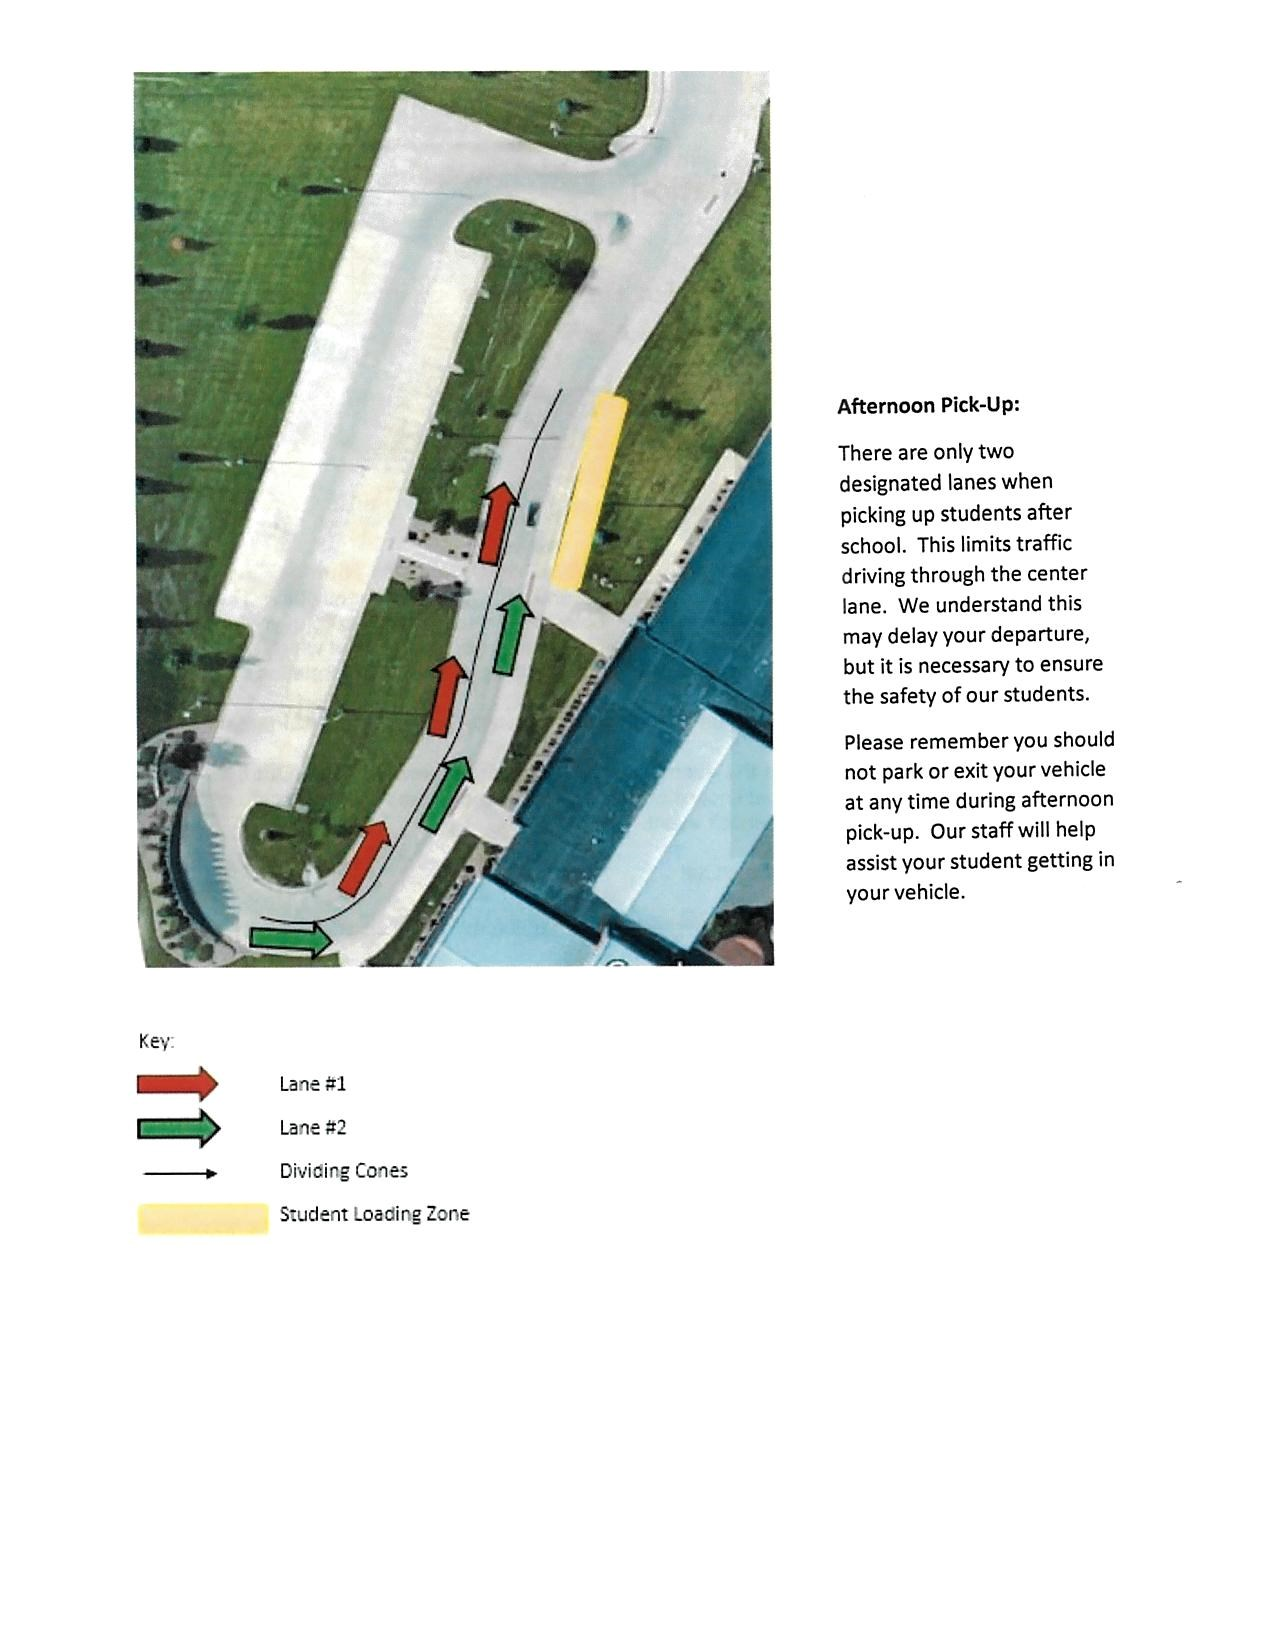 Afternoon Pick-Up:
There are only two
designated lanes when
picking up students after
school.  This limits traffic
driving through the center
lane.  We understand this
may delay your departure,
but it is necessary to ensure
the safety of our students.
Please remember you should
not park or exit your vehicle
at any time during afternoon
pick-up.  Our staff will help
assist your student getting in
your vehicle.
Key:
Lane #1
Lane #2
Dividing Cones
Student Loading Zone